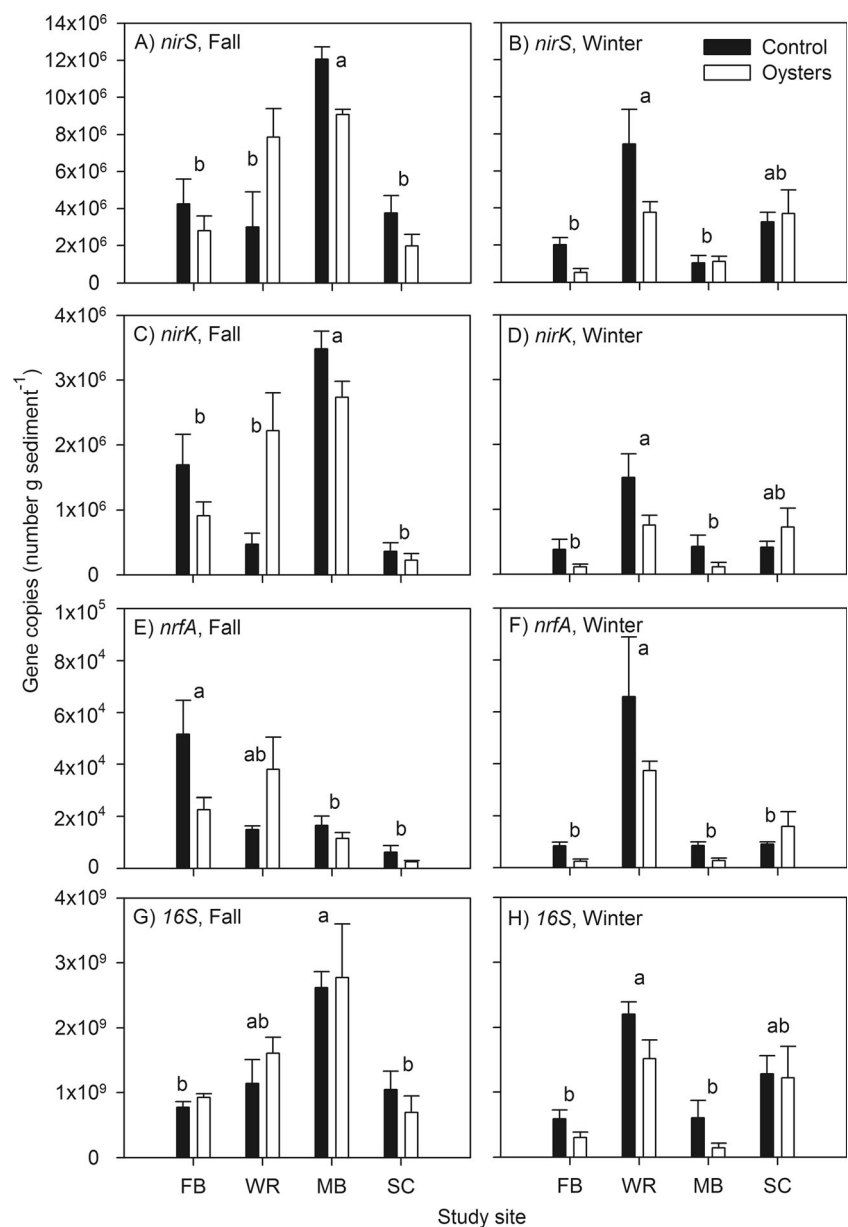 Gene copies (number g sediment⁻¹)
A) nirS, Fall
14x10⁶
12x10⁶
10x10⁶
8x10⁶
6x10⁶
4x10⁶
2x10⁶
0
b
b
a
b
B) nirS, Winter
Control
Oysters
b
a
b
ab
C) nirK, Fall
4x10⁶
3x10⁶
2x10⁶
1x10⁶
0
b
b
a
b
D) nirK, Winter
b
a
b
ab
E) nrfA, Fall
1x10⁵
8x10⁴
6x10⁴
4x10⁴
2x10⁴
0
a
ab
b
b
F) nrfA, Winter
b
a
b
b
G) 16S, Fall
4x10⁹
3x10⁹
2x10⁹
1x10⁹
0
b
ab
a
b
H) 16S, Winter
b
a
b
ab
FB WR MB SC
FB WR MB SC
Study site